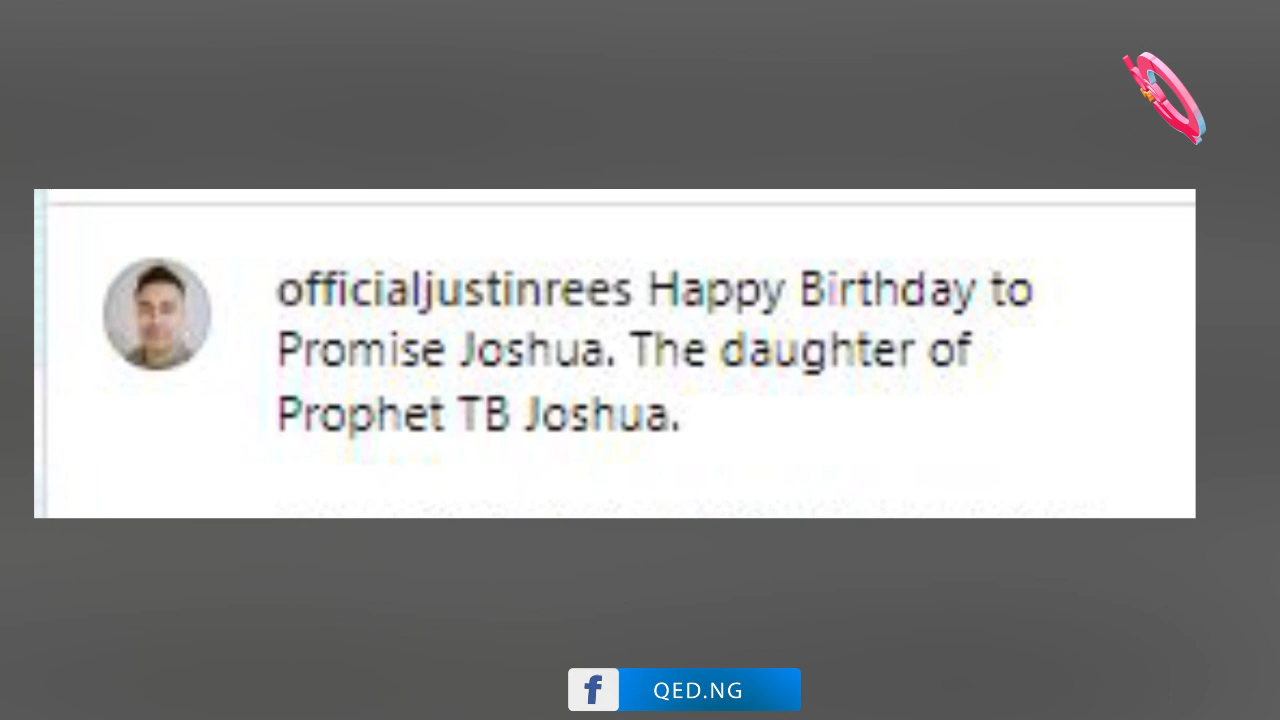 officialjustinrees Happy Birthday to
Promise Joshua. The daughter of
Prophet TB Joshua.
f QED.NG